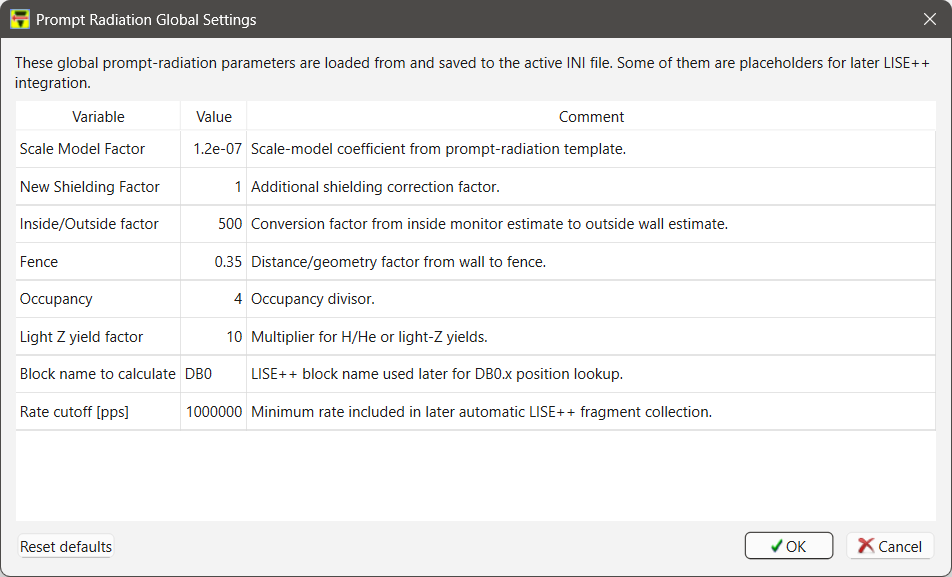 Prompt Radiation Global Settings
These global prompt-radiation parameters are loaded from and saved to the active INI file. Some of them are placeholders for later LISE++
integration.
Variable Value Comment
Scale Model Factor 1.2e-07 Scale-model coefficient from prompt-radiation template.
New Shielding Factor 1 Additional shielding correction factor.
Inside/Outside factor 500 Conversion factor from inside monitor estimate to outside wall estimate.
Fence 0.35 Distance/geometry factor from wall to fence.
Occupancy 4 Occupancy divisor.
Light Z yield factor 10 Multiplier for H/He or light-Z yields.
Block name to calculate DB0 LISE++ block name used later for DB0.x position lookup.
Rate cutoff [pps] 1000000 Minimum rate included in later automatic LISE++ fragment collection.
Reset defaults OK Cancel